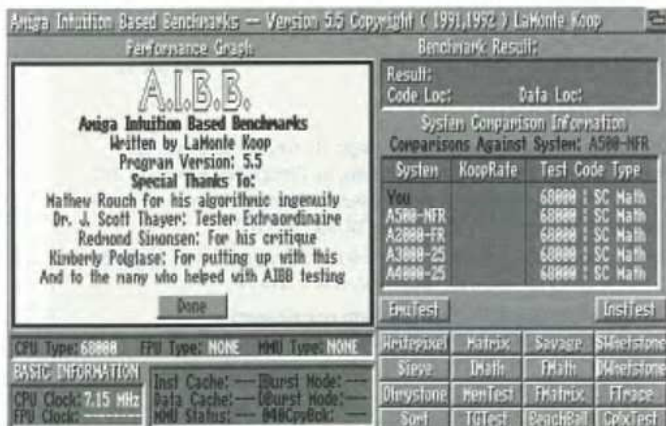 Amiga Intuition Based Benchmarks -- Version 5.5 Copyright ( 1991,1992 ) LaMonte Koop
Performance Graph
A.I.B.B.
Amiga Intuition Based Benchmarks
Written by LaMonte Koop
Program Version: 5.5
Special Thanks To:
Mathew Rouch for his algorithmic ingenuity
Dr. J. Scott Thayer: Tester Extraordinaire
Redmond Simonsen: For his critique
Kimberly Polglase: For putting up with this
And to the many who helped with AIBB testing
Done
CPU Type: 68000 FPU Type: NONE MMU Type: NONE
BASIC INFORMATION
CPU Clock: 7.15 MHz
FPU Clock: ---
Inst Cache: --- IBurst Mode: ---
Data Cache: --- DBurst Mode: ---
MMU Status: --- 040CpyBck: ---
Benchmark Result:
Result:
Code Loc: Data Loc:
System Comparison Information
Comparisons Against System: A500-NFR
System KoopRate Test Code Type
You 68000 : SC Math
A500-NFR 68000 : SC Math
A2000-FR 68000 : SC Math
A3000-25 68000 : SC Math
A4000-25 68000 : SC Math
EmuTest InstTest
Writepixel Matrix Savage SWhetstone
Sieve IMath FMath DWhetstone
Dhrystone MemTest FMatrix FTrace
Sort TGTest BeachBall CplxTest